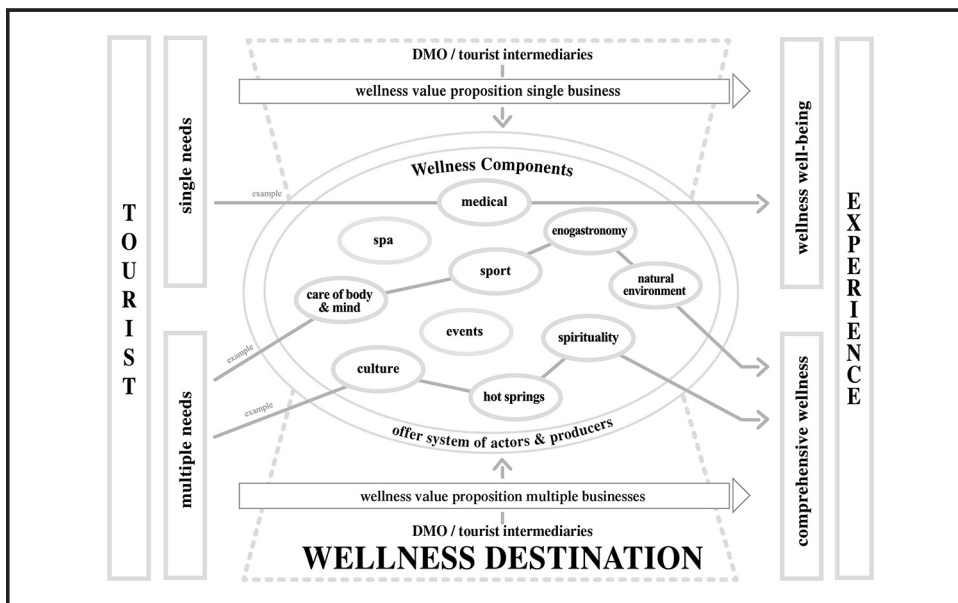 TOURIST
single needs
multiple needs
DMO / tourist intermediaries
wellness value proposition single business
Wellness Components
example
medical
enogastronomy
spa
sport
natural
environment
care of body
& mind
events
spirituality
example
culture
example
hot springs
offer system of actors & producers
wellness value proposition multiple businesses
DMO / tourist intermediaries
WELLNESS DESTINATION
wellness well-being
comprehensive wellness
EXPERIENCE